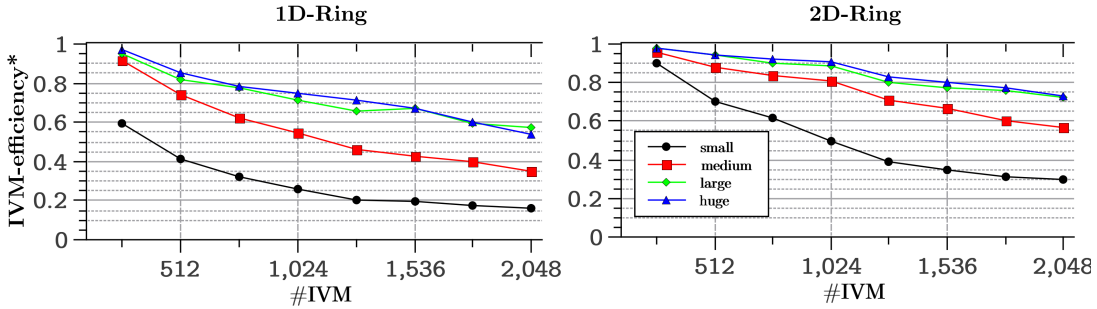 1D-Ring
IVM-efficiency*
1
0.8
0.6
0.4
0.2
0
512
1,024
1,536
2,048
#IVM
2D-Ring
1
0.8
0.6
0.4
0.2
0
small
medium
large
huge
512
1,024
1,536
2,048
#IVM